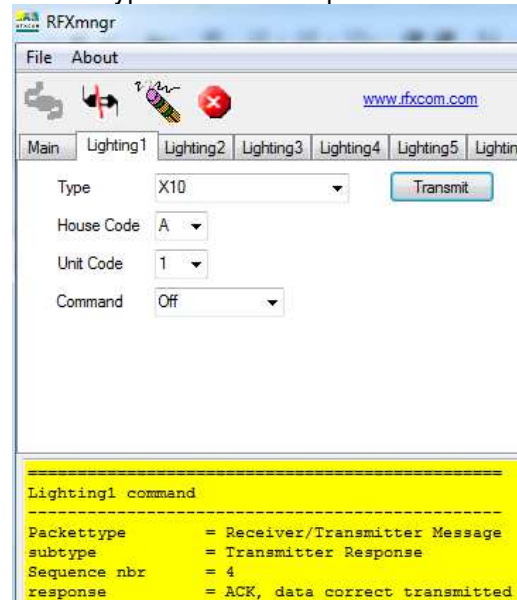 RFXmngr
File About
www.rfxcom.com
Main Lighting1 Lighting2 Lighting3 Lighting4 Lighting5 Lightin
Type X10 Transmit
House Code A
Unit Code 1
Command Off
==================================================
Lighting1 command
--------------------------------------------------
Packettype = Receiver/Transmitter Message
subtype = Transmitter Response
Sequence nbr = 4
response = ACK, data correct transmitted